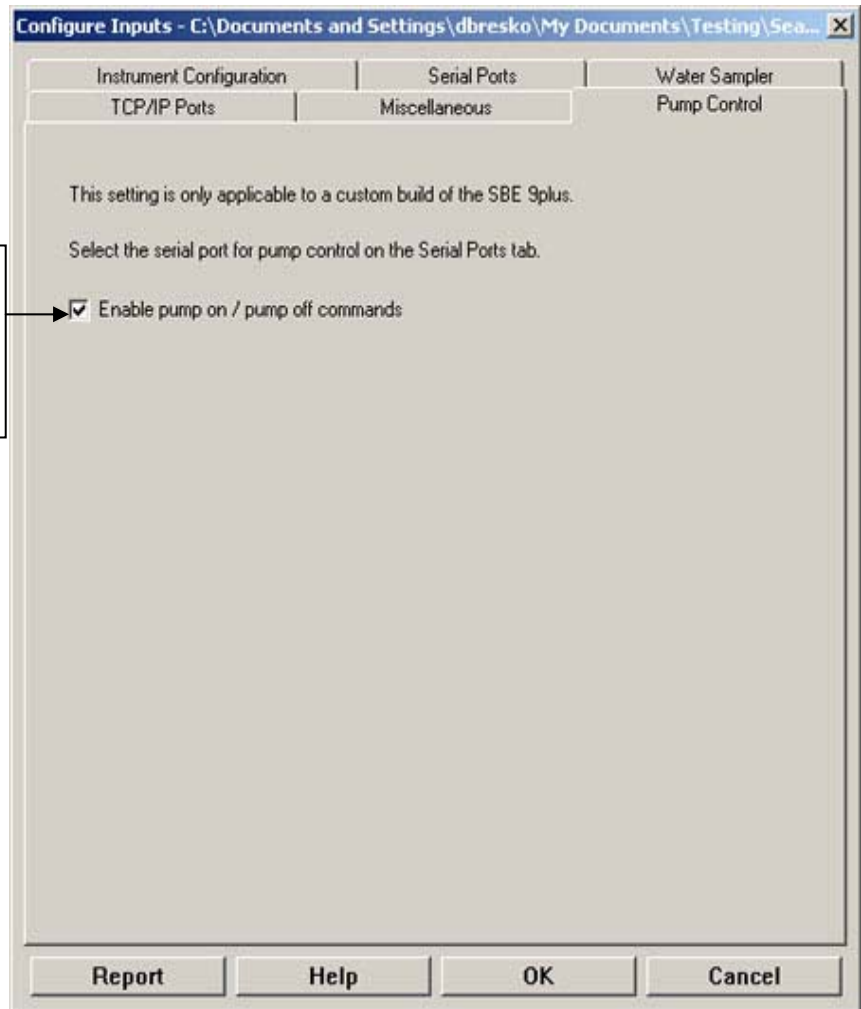 Configure Inputs - C:\Documents and Settings\dbresko\My Documents\Testing\Sea...
Instrument Configuration
Serial Ports
Water Sampler
TCP/IP Ports
Miscellaneous
Pump Control
This setting is only applicable to a custom build of the SBE 9plus.
Select the serial port for pump control on the Serial Ports tab.
Enable pump on / pump off commands
Report
Help
OK
Cancel